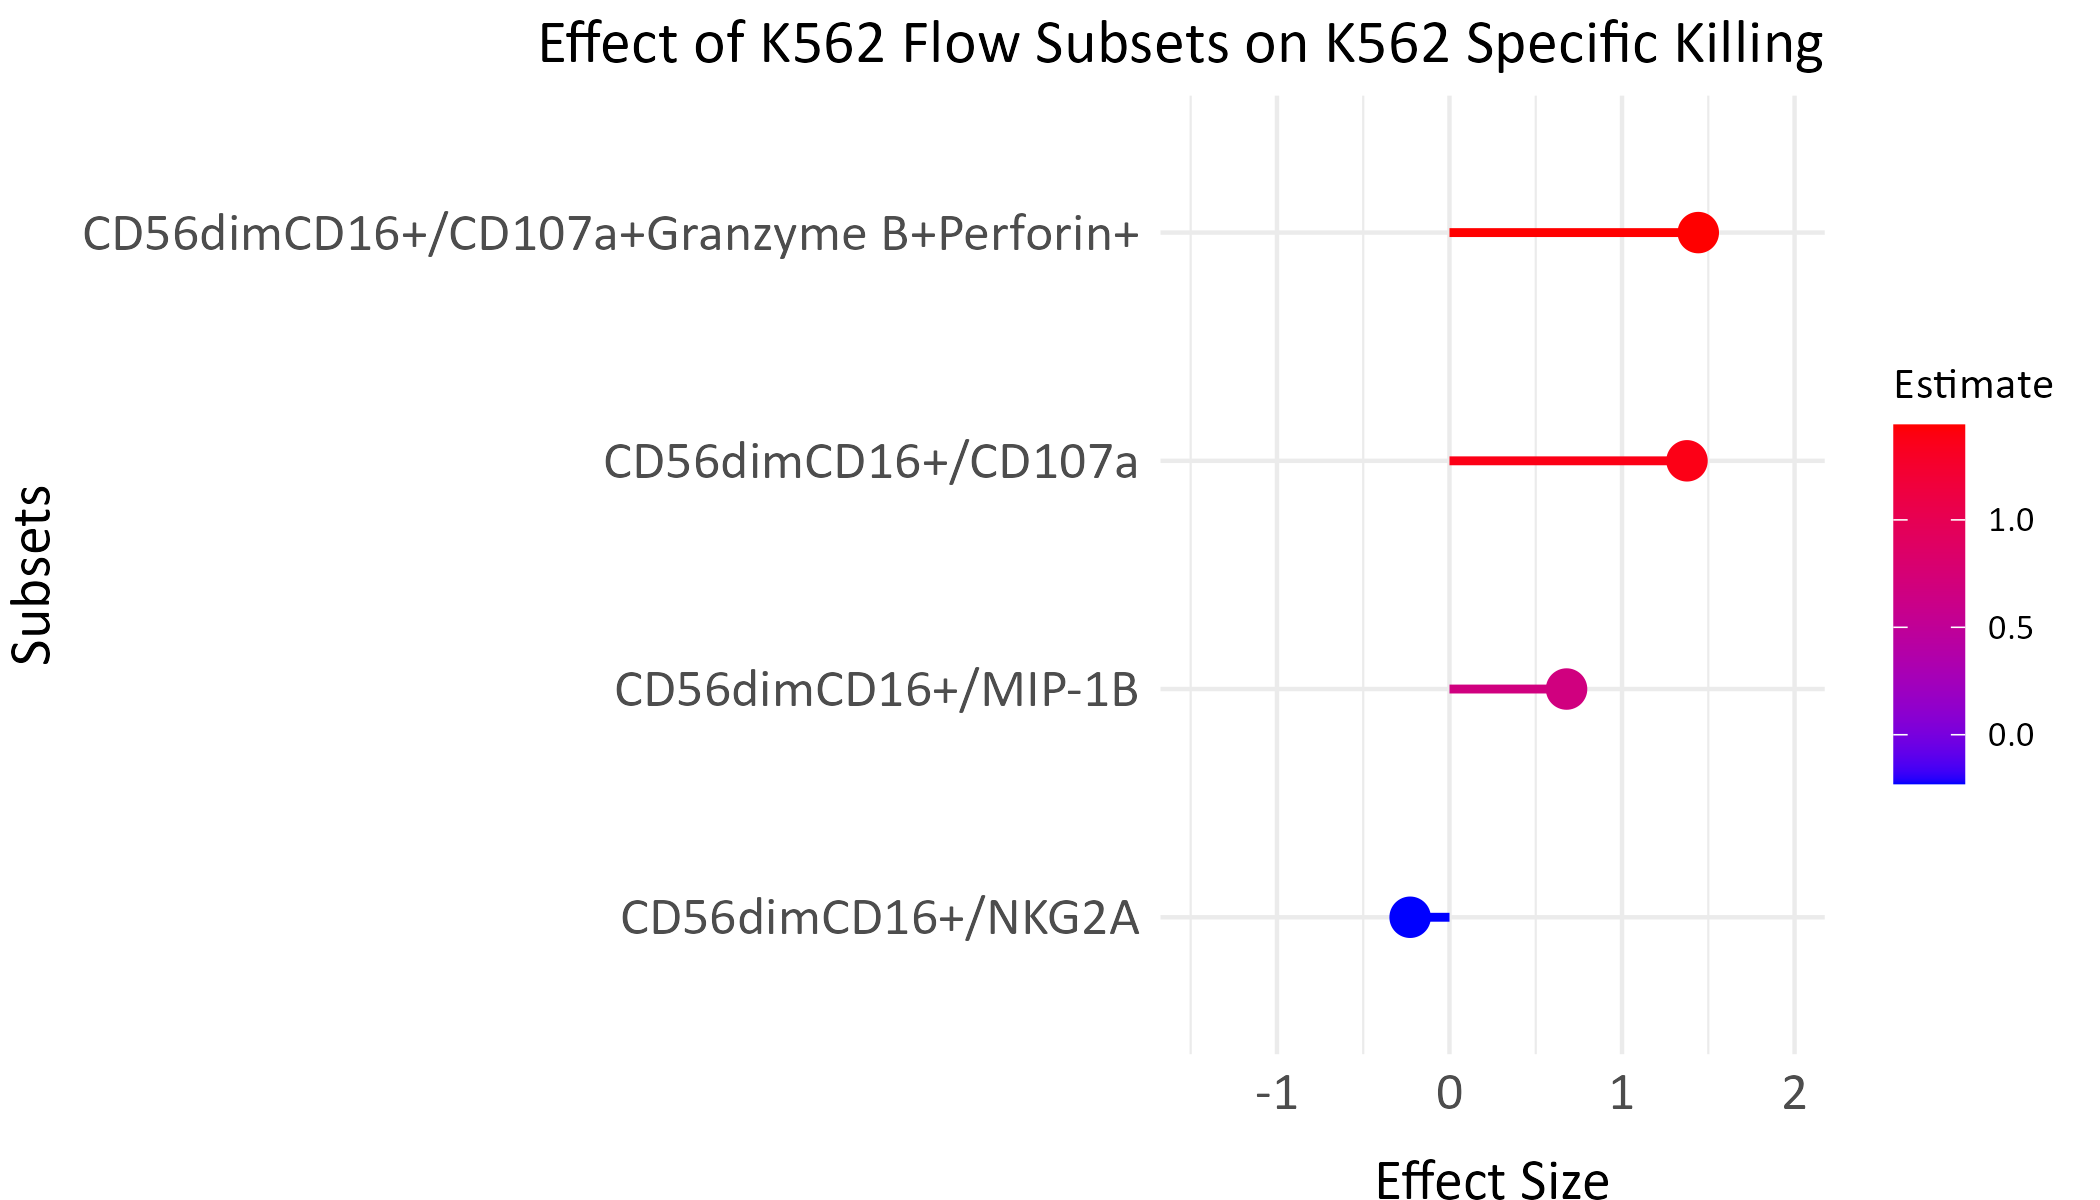 Effect of K562 Flow Subsets on K562 Specific Killing
CD56dimCD16+/CD107a+Granzyme B+Perforin+
CD56dimCD16+/CD107a
CD56dimCD16+/MIP-1B
CD56dimCD16+/NKG2A
Subsets
-1 0 1 2
Effect Size
Estimate
1.0
0.5
0.0